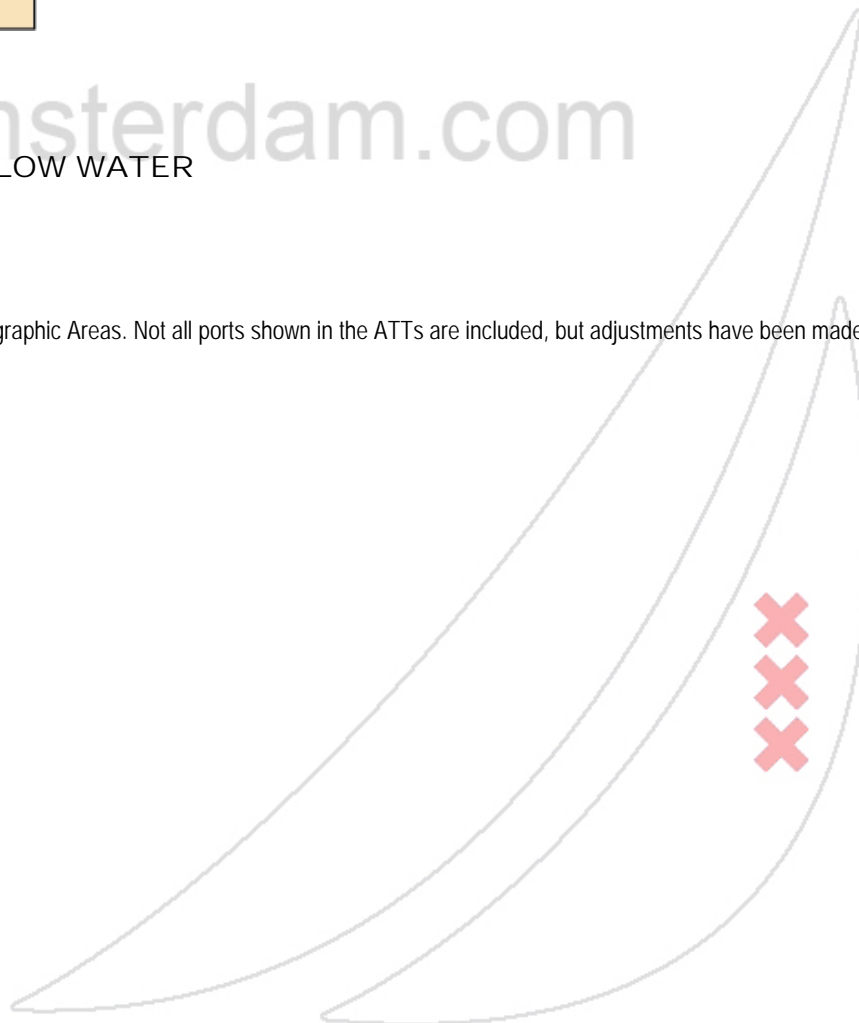 nsterdam.com
LOW WATER
graphic Areas. Not all ports shown in the ATTs are included, but adjustments have been made